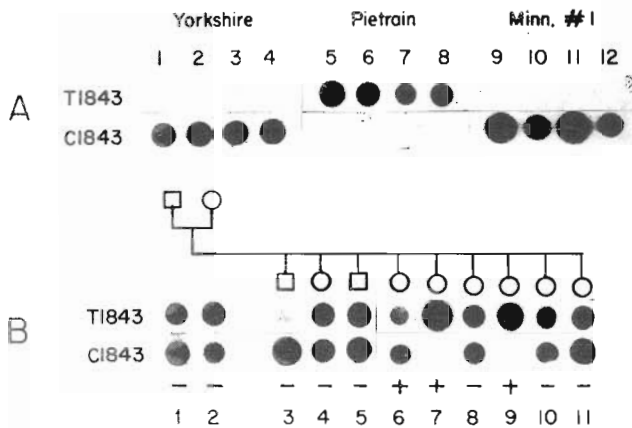 Yorkshire Pietrain Minn. #1
1 2 3 4 5 6 7 8 9 10 11 12
A
T1843
C1843
B
T1843
C1843
− − − − − + + − + − −
1 2 3 4 5 6 7 8 9 10 11